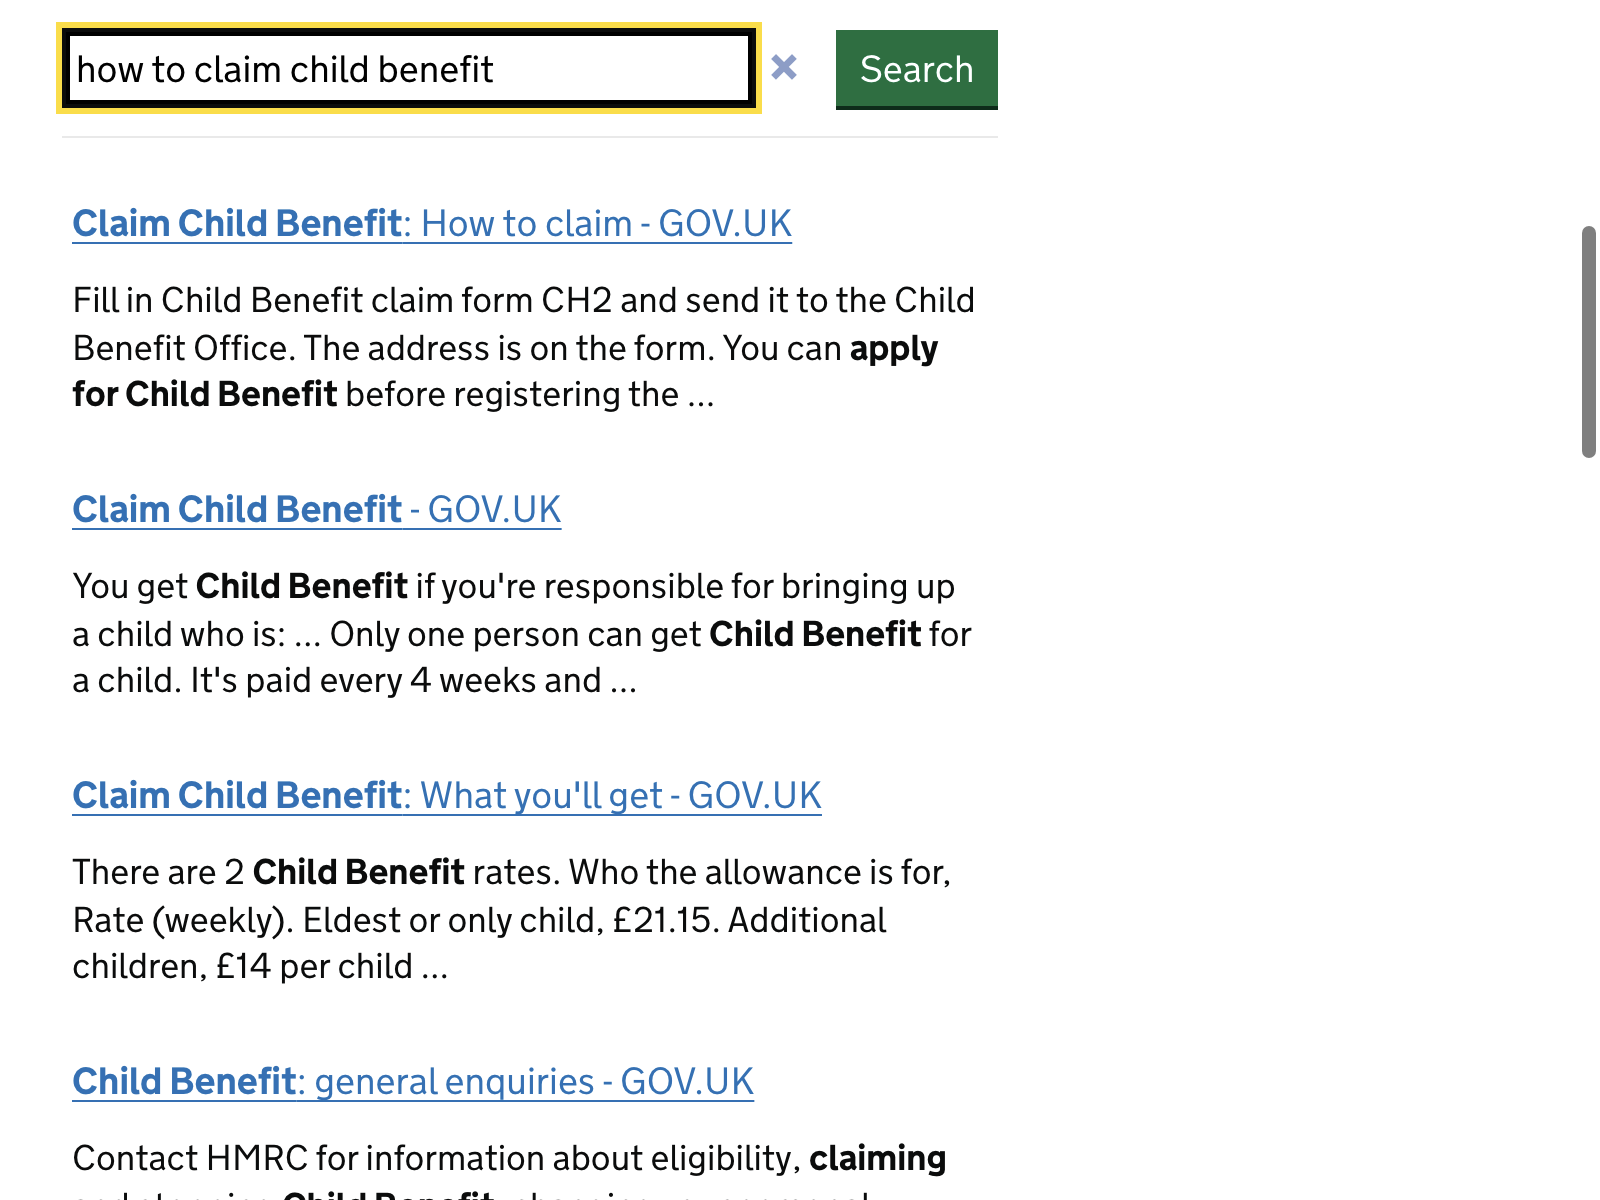 how to claim child benefit
Search
Claim Child Benefit: How to claim - GOV.UK
Fill in Child Benefit claim form CH2 and send it to the Child
Benefit Office. The address is on the form. You can apply
for Child Benefit before registering the ...
Claim Child Benefit - GOV.UK
You get Child Benefit if you're responsible for bringing up
a child who is: ... Only one person can get Child Benefit for
a child. It's paid every 4 weeks and ...
Claim Child Benefit: What you'll get - GOV.UK
There are 2 Child Benefit rates. Who the allowance is for,
Rate (weekly). Eldest or only child, £21.15. Additional
children, £14 per child ...
Child Benefit: general enquiries - GOV.UK
Contact HMRC for information about eligibility, claiming
Child Benefit